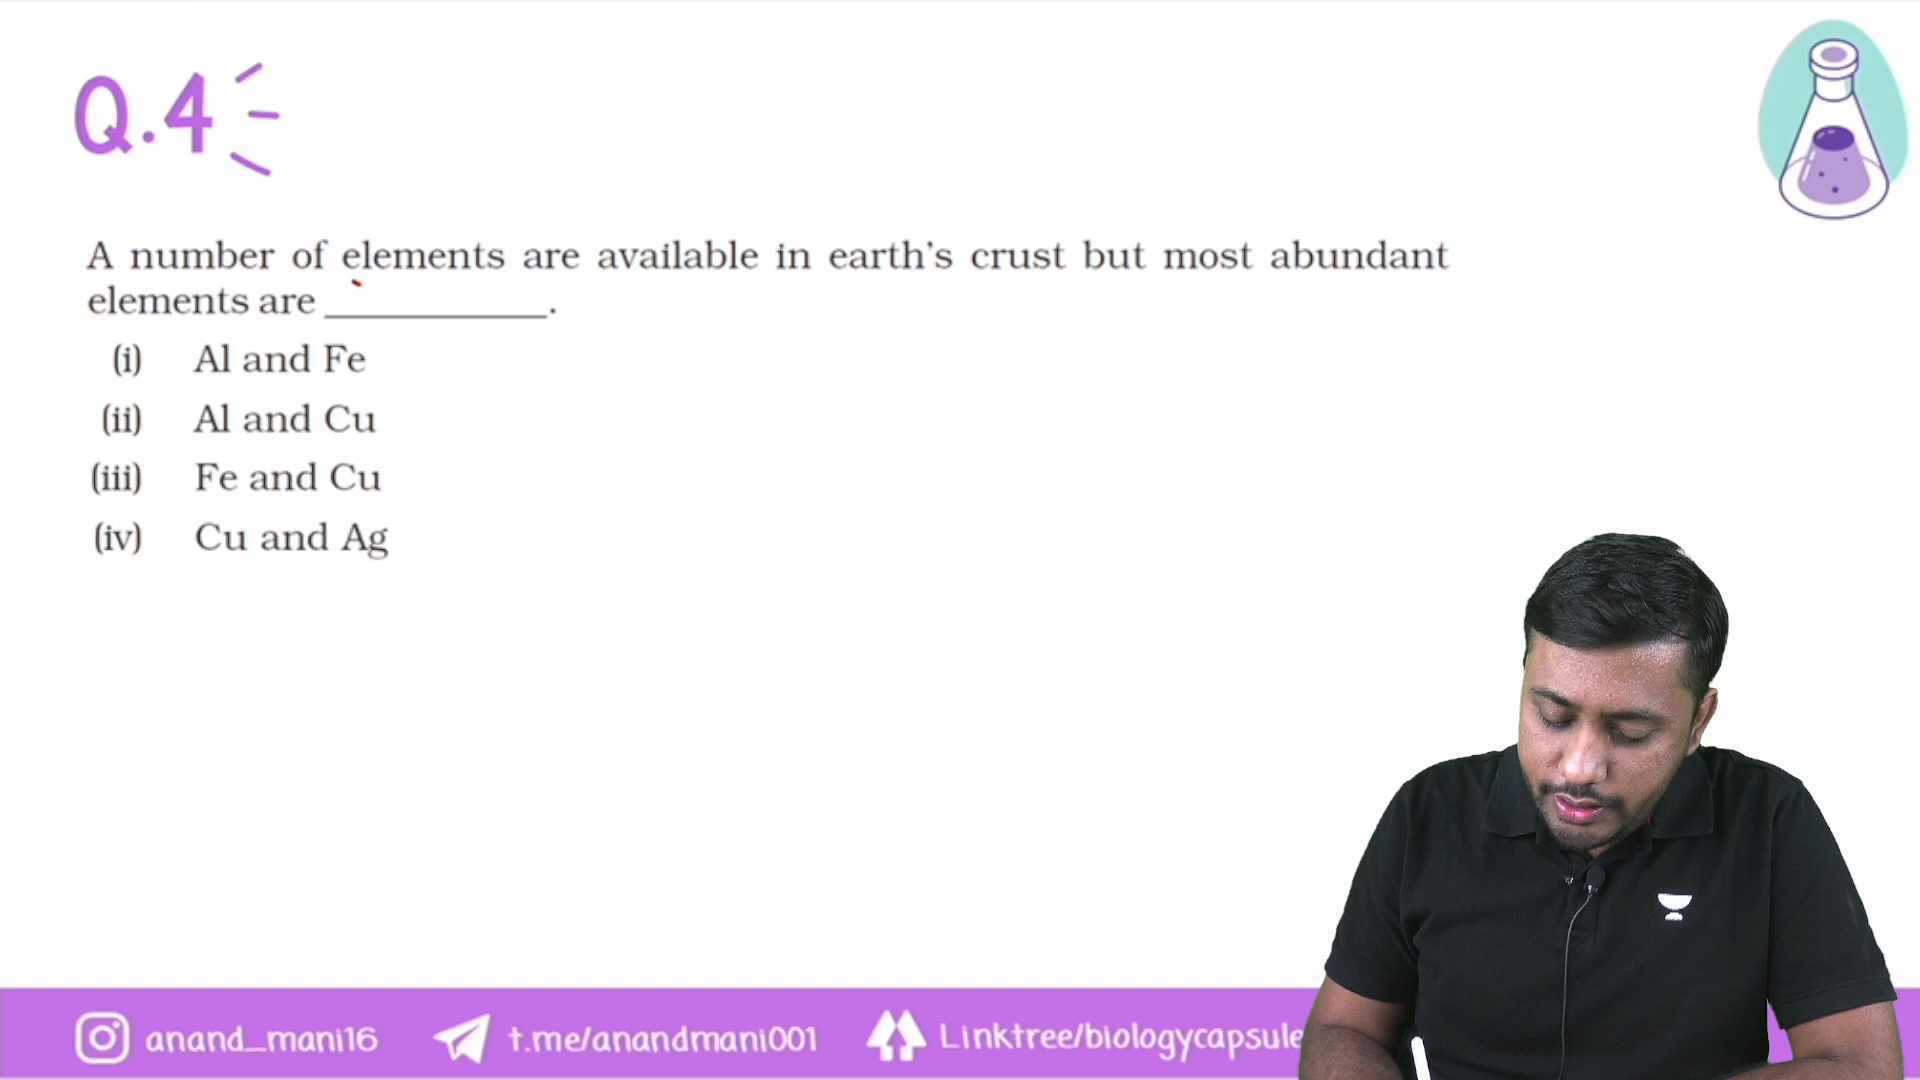 Q.4
A number of elements are available in earth's crust but most abundant
elements are ____________.
(i) Al and Fe
(ii) Al and Cu
(iii) Fe and Cu
(iv) Cu and Ag
anand_mani16 t.me/anandmani001 Linktree/biologycapsule